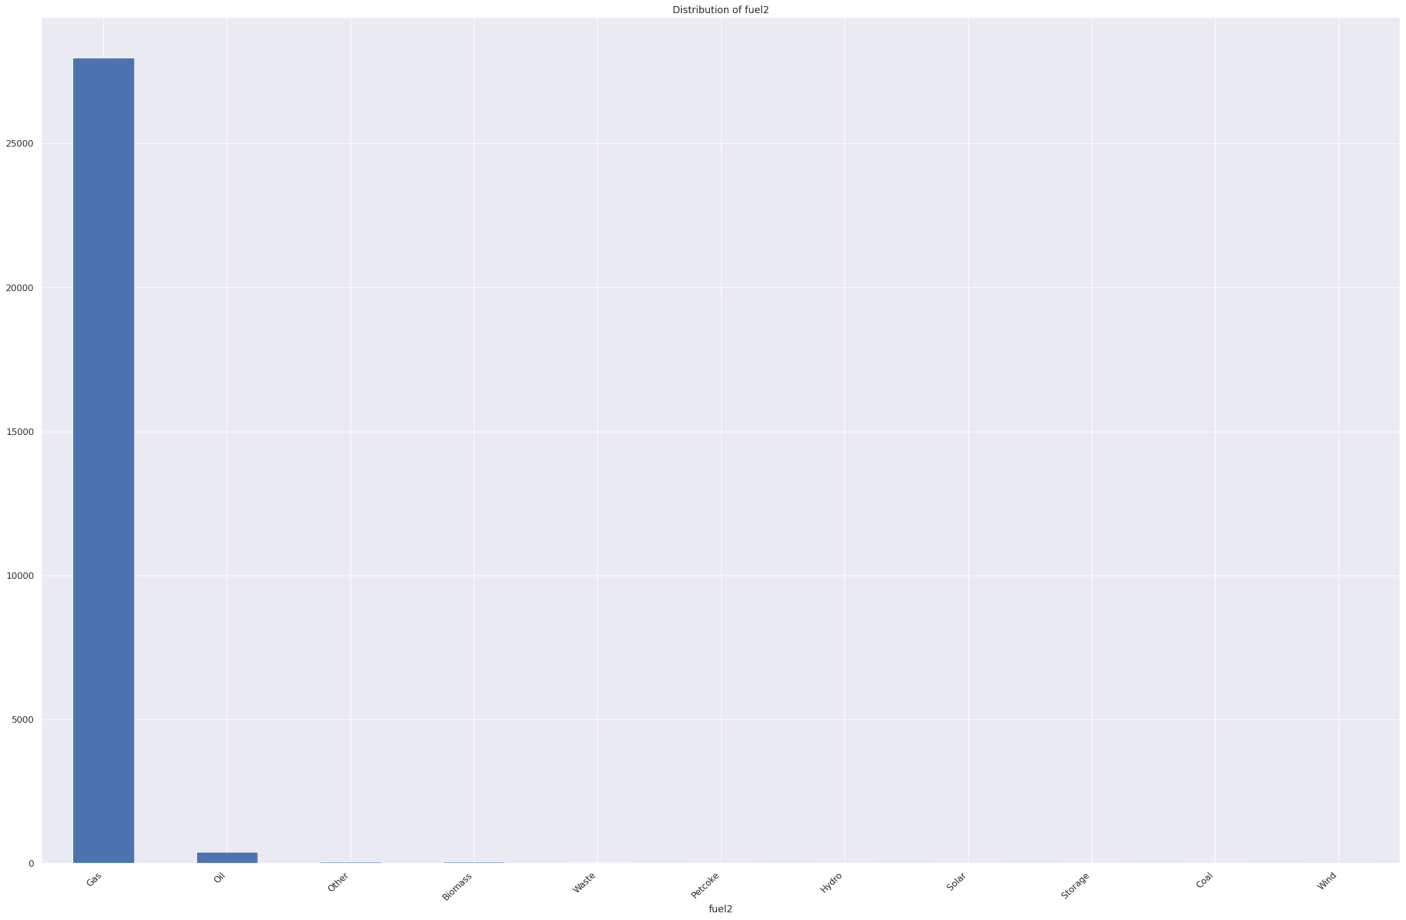 Distribution of fuel2
25000
20000
15000
10000
5000
0
Gas
Oil
Other
Biomass
Waste
Petcoke
Hydro
Solar
Storage
Coal
Wind
fuel2